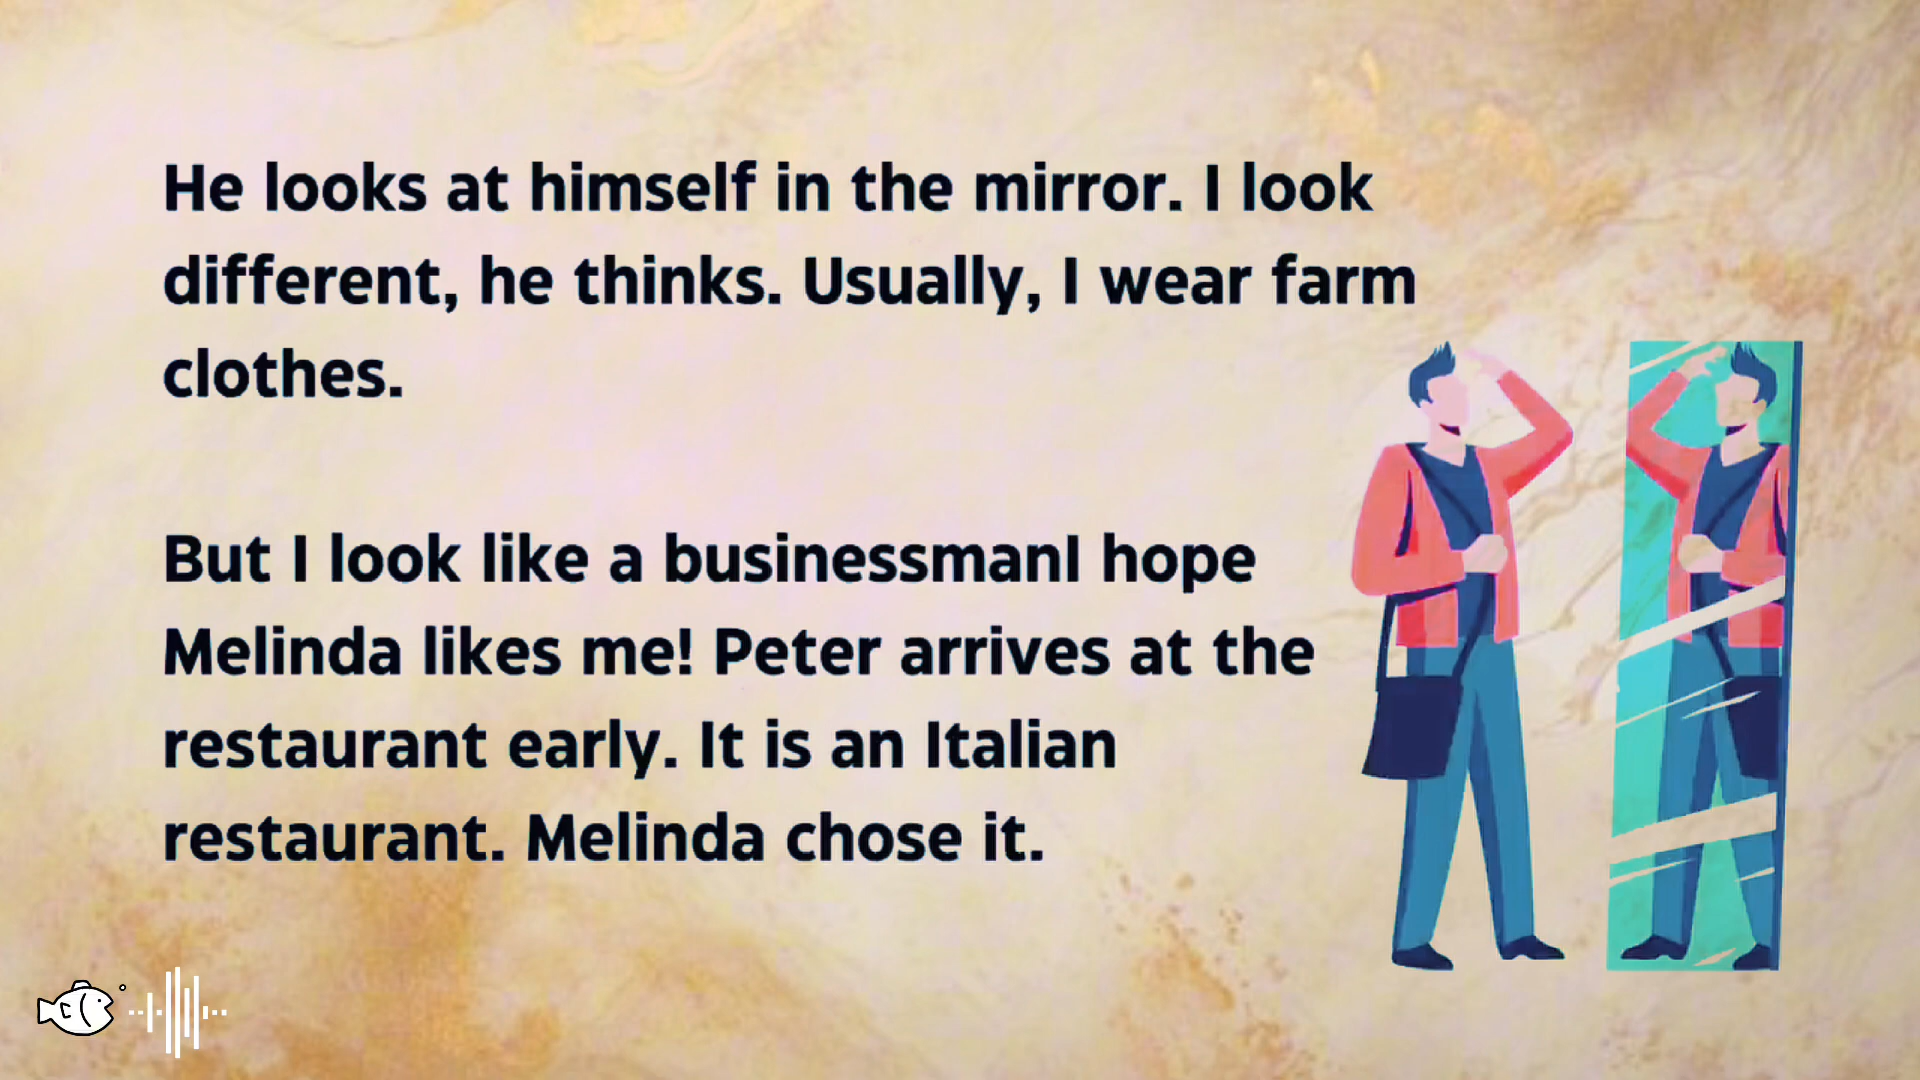 He looks at himself in the mirror. I look
different, he thinks. Usually, I wear farm
clothes.
But I look like a businessmanI hope
Melinda likes me! Peter arrives at the
restaurant early. It is an Italian
restaurant. Melinda chose it.